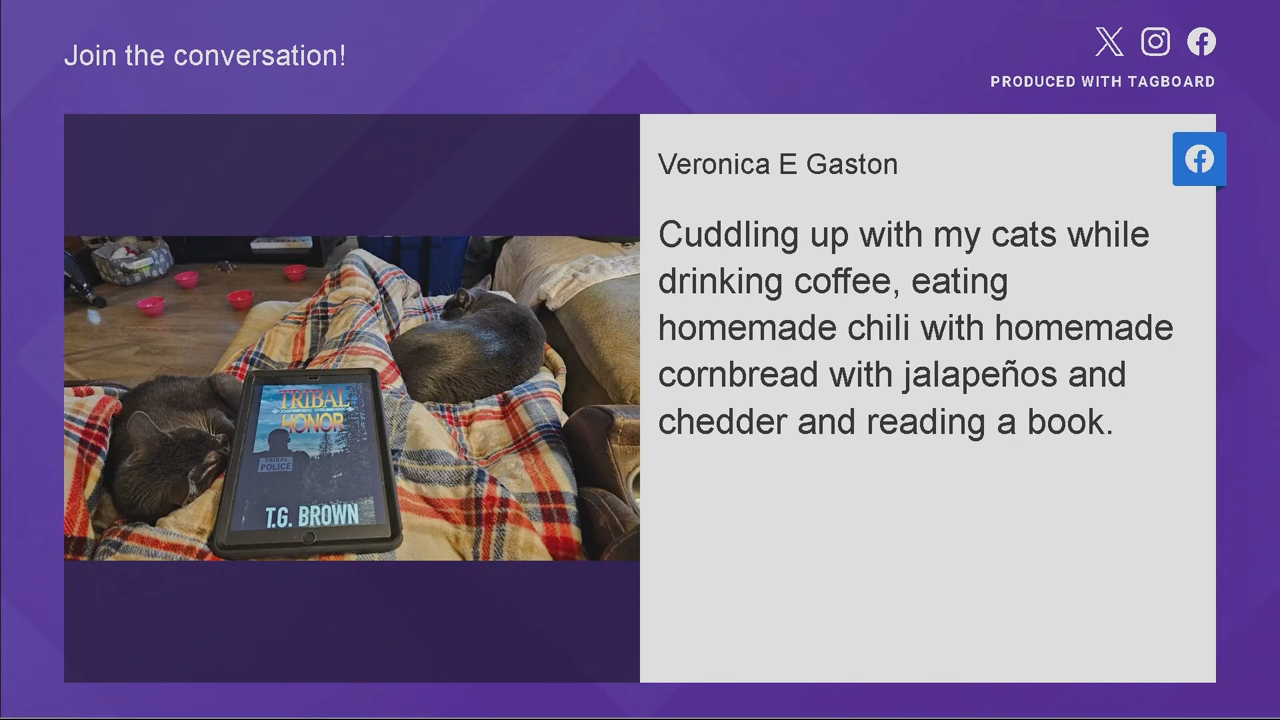 Join the conversation!
PRODUCED WITH TAGBOARD
Veronica E Gaston
Cuddling up with my cats while
drinking coffee, eating
homemade chili with homemade
cornbread with jalapeños and
chedder and reading a book.
TRIBAL
HONOR
TRIBAL
POLICE
T.G. BROWN